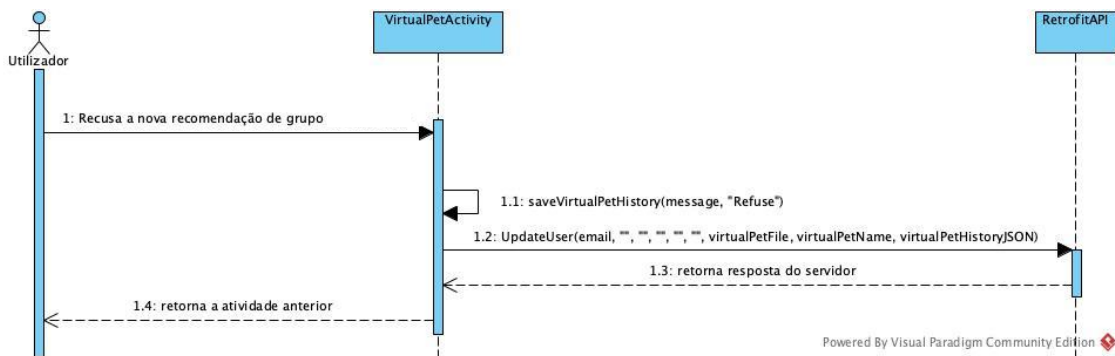 VirtualPetActivity
RetrofitAPI
Utilizador
1: Recusa a nova recomendação de grupo
1.1: saveVirtualPetHistory(message, "Refuse")
1.2: UpdateUser(email, "", "", "", "", "", virtualPetFile, virtualPetName, virtualPetHistoryJSON)
1.3: retorna resposta do servidor
1.4: retorna a atividade anterior
Powered By Visual Paradigm Community Edition